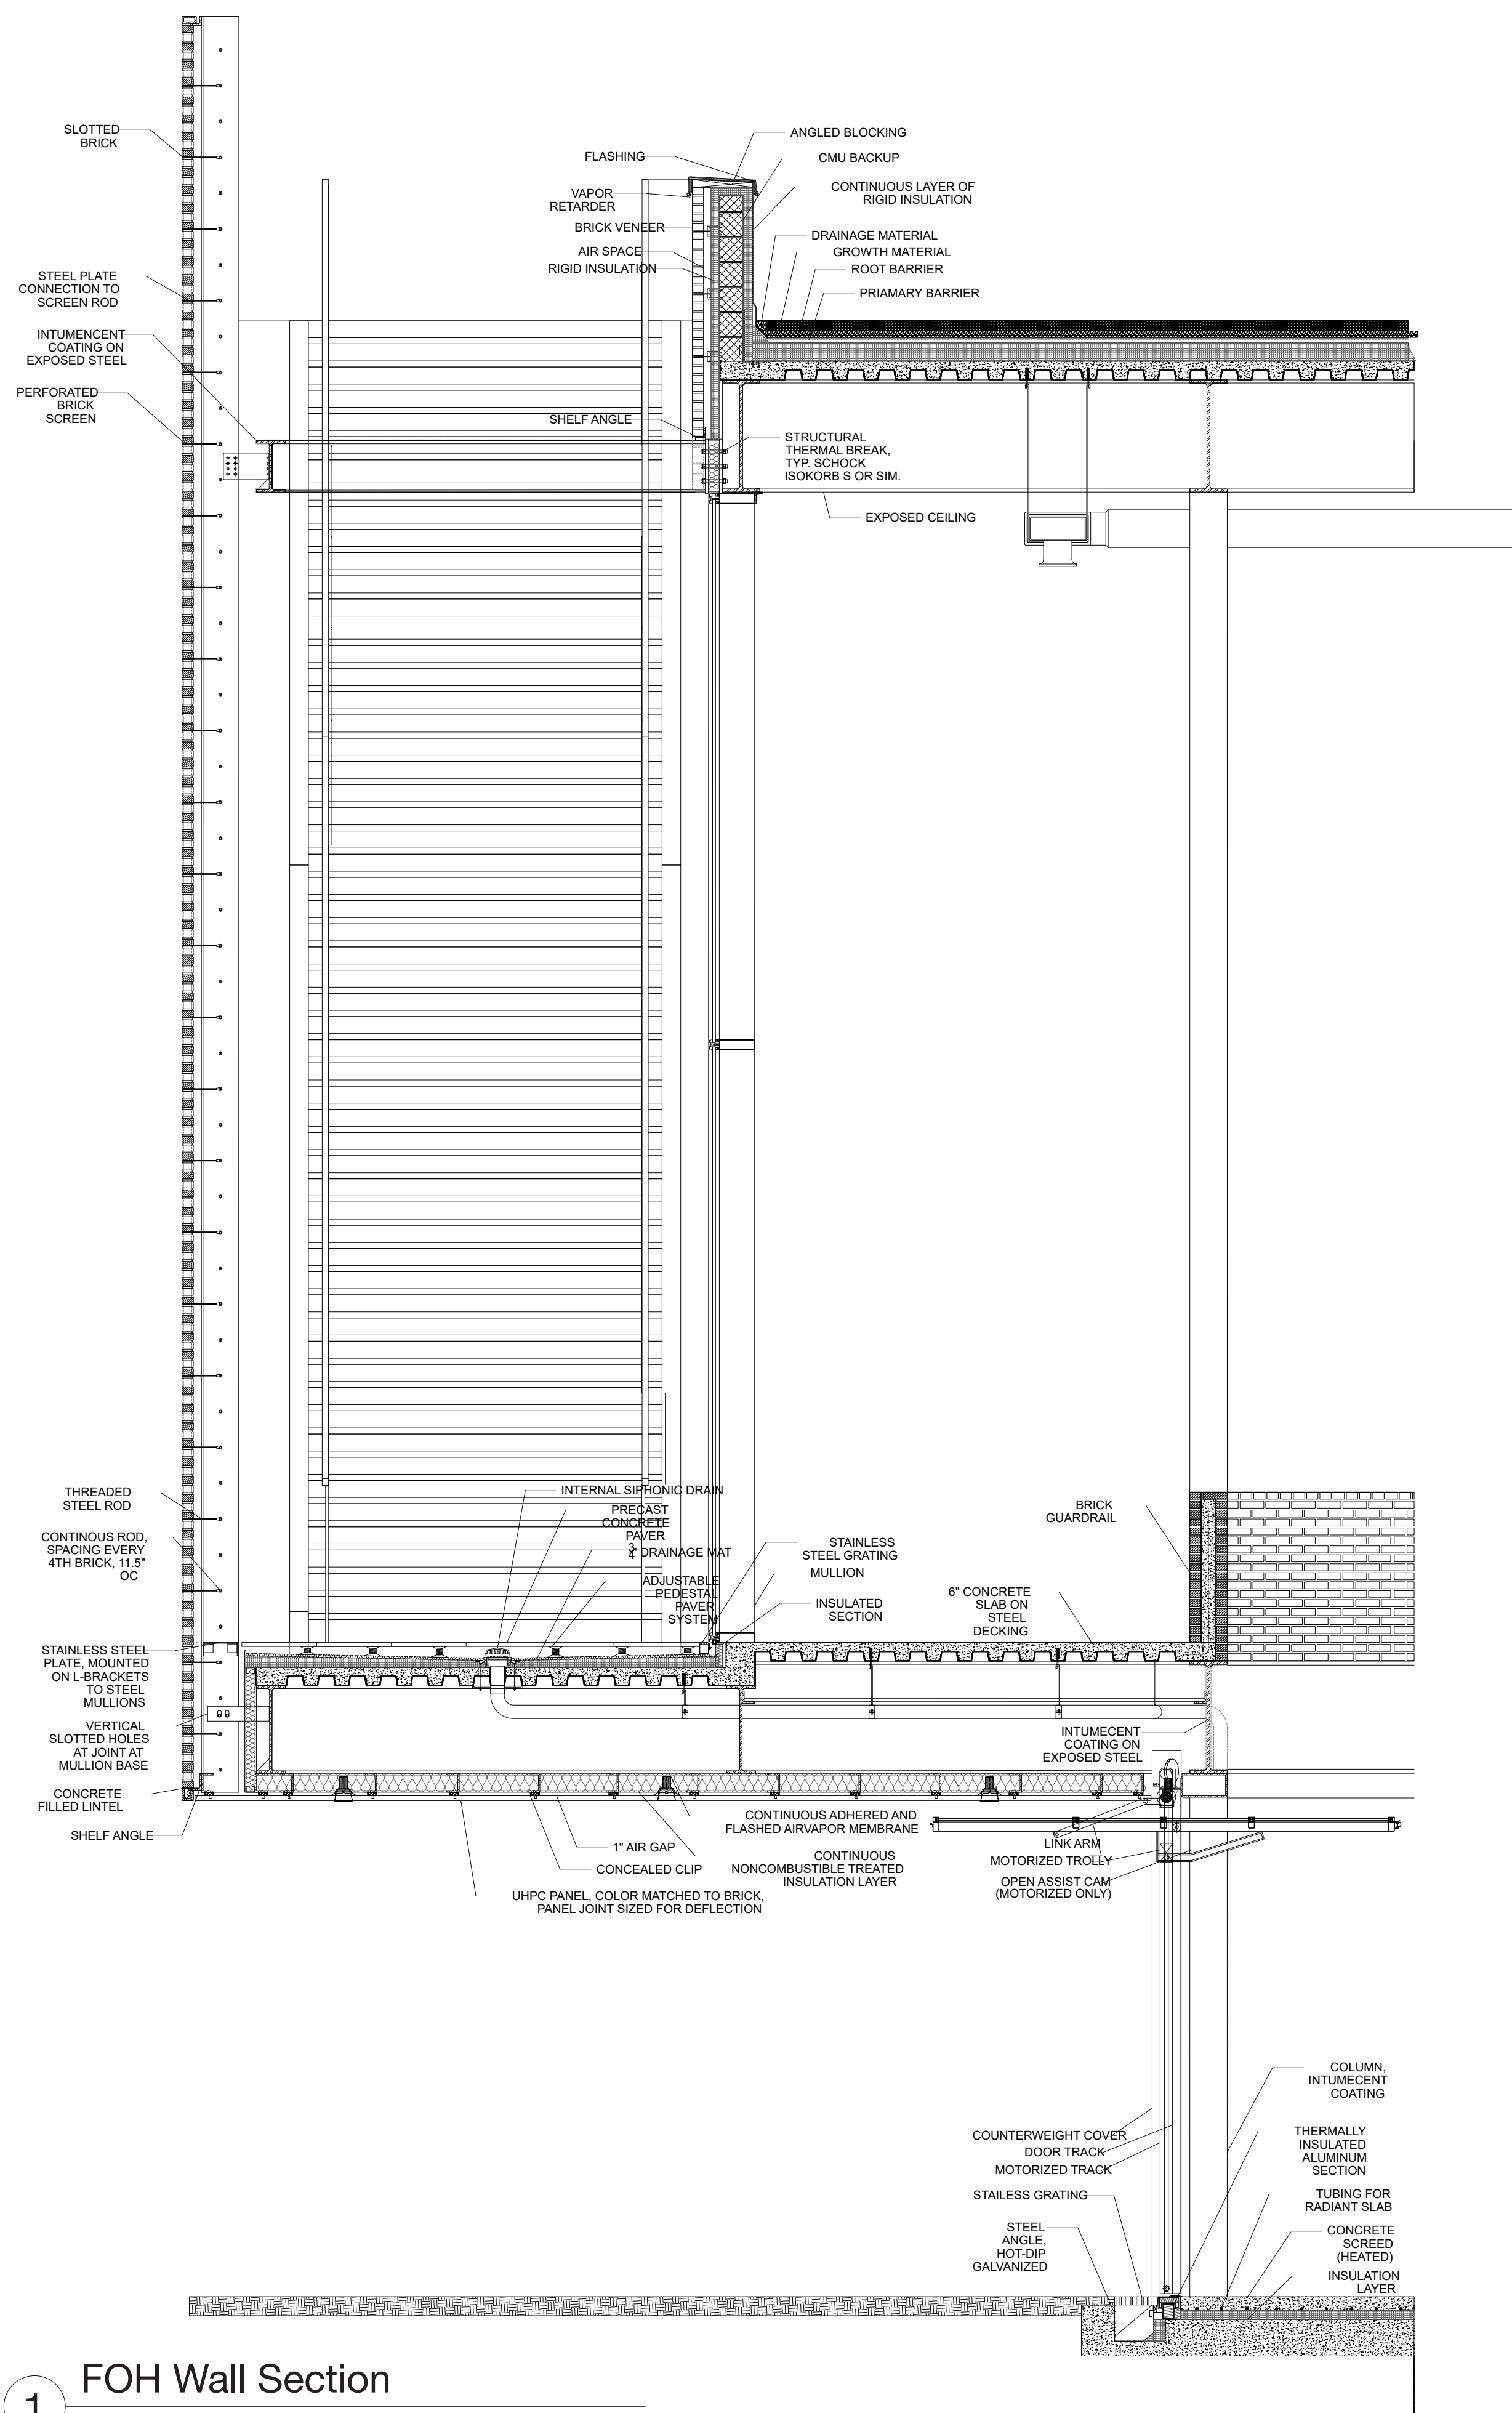 SLOTTED
BRICK
STEEL PLATE
CONNECTION TO
SCREEN ROD
INTUMENCENT
COATING ON
EXPOSED STEEL
PERFORATED
BRICK
SCREEN
FLASHING
VAPOR
RETARDER
BRICK VENEER
AIR SPACE
RIGID INSULATION
SHELF ANGLE
ANGLED BLOCKING
CMU BACKUP
CONTINUOUS LAYER OF
RIGID INSULATION
DRAINAGE MATERIAL
GROWTH MATERIAL
ROOT BARRIER
PRIAMARY BARRIER
STRUCTURAL
THERMAL BREAK,
TYP. SCHOCK
ISOKORB S OR SIM.
EXPOSED CEILING
THREADED
STEEL ROD
CONTINOUS ROD,
SPACING EVERY
4TH BRICK, 11.5"
OC
STAINLESS STEEL
PLATE, MOUNTED
ON L-BRACKETS
TO STEEL
MULLIONS
VERTICAL
SLOTTED HOLES
AT JOINT AT
MULLION BASE
CONCRETE
FILLED LINTEL
SHELF ANGLE
INTERNAL SIPHONIC DRAIN
PRECAST
CONCRETE
PAVER
3/4" DRAINAGE MAT
ADJUSTABLE
PEDESTAL
PAVER
SYSTEM
STAINLESS
STEEL GRATING
MULLION
INSULATED
SECTION
BRICK
GUARDRAIL
6" CONCRETE
SLAB ON
STEEL
DECKING
INTUMECENT
COATING ON
EXPOSED STEEL
CONTINUOUS ADHERED AND
FLASHED AIRVAPOR MEMBRANE
1" AIR GAP
CONCEALED CLIP
CONTINUOUS
NONCOMBUSTIBLE TREATED
INSULATION LAYER
UHPC PANEL, COLOR MATCHED TO BRICK,
PANEL JOINT SIZED FOR DEFLECTION
LINK ARM
MOTORIZED TROLLY
OPEN ASSIST CAM
(MOTORIZED ONLY)
COLUMN,
INTUMECENT
COATING
COUNTERWEIGHT COVER
DOOR TRACK
MOTORIZED TRACK
STAILESS GRATING
STEEL
ANGLE,
HOT-DIP
GALVANIZED
THERMALLY
INSULATED
ALUMINUM
SECTION
TUBING FOR
RADIANT SLAB
CONCRETE
SCREED
(HEATED)
INSULATION
LAYER
1
FOH Wall Section